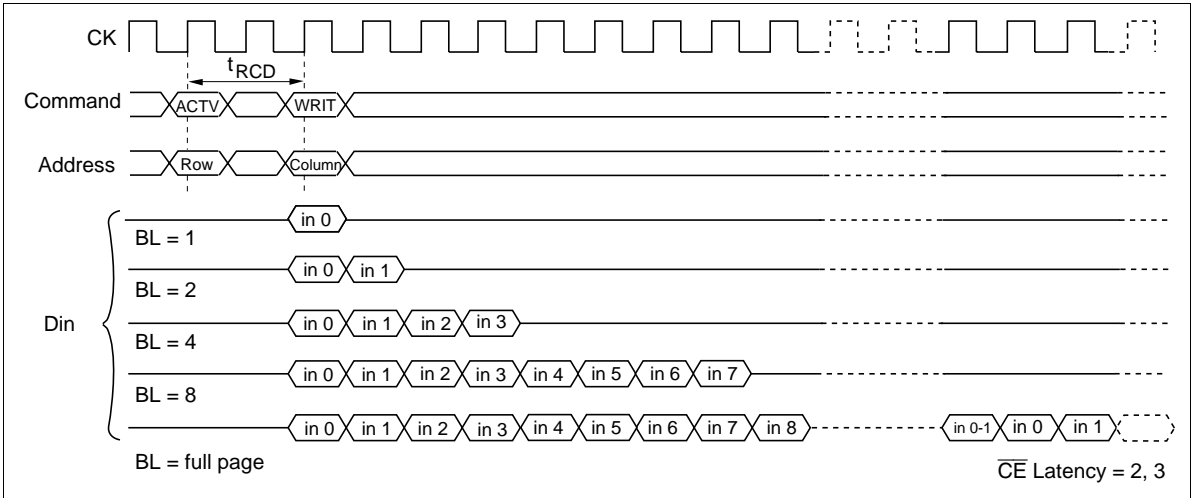 CK
tRCD
Command ACTV WRIT
Address Row Column
in 0
BL = 1
in 0 in 1
BL = 2
Din
in 0 in 1 in 2 in 3
BL = 4
in 0 in 1 in 2 in 3 in 4 in 5 in 6 in 7
BL = 8
in 0 in 1 in 2 in 3 in 4 in 5 in 6 in 7 in 8 in 0-1 in 0 in 1
BL = full page
C̅E̅ Latency = 2, 3